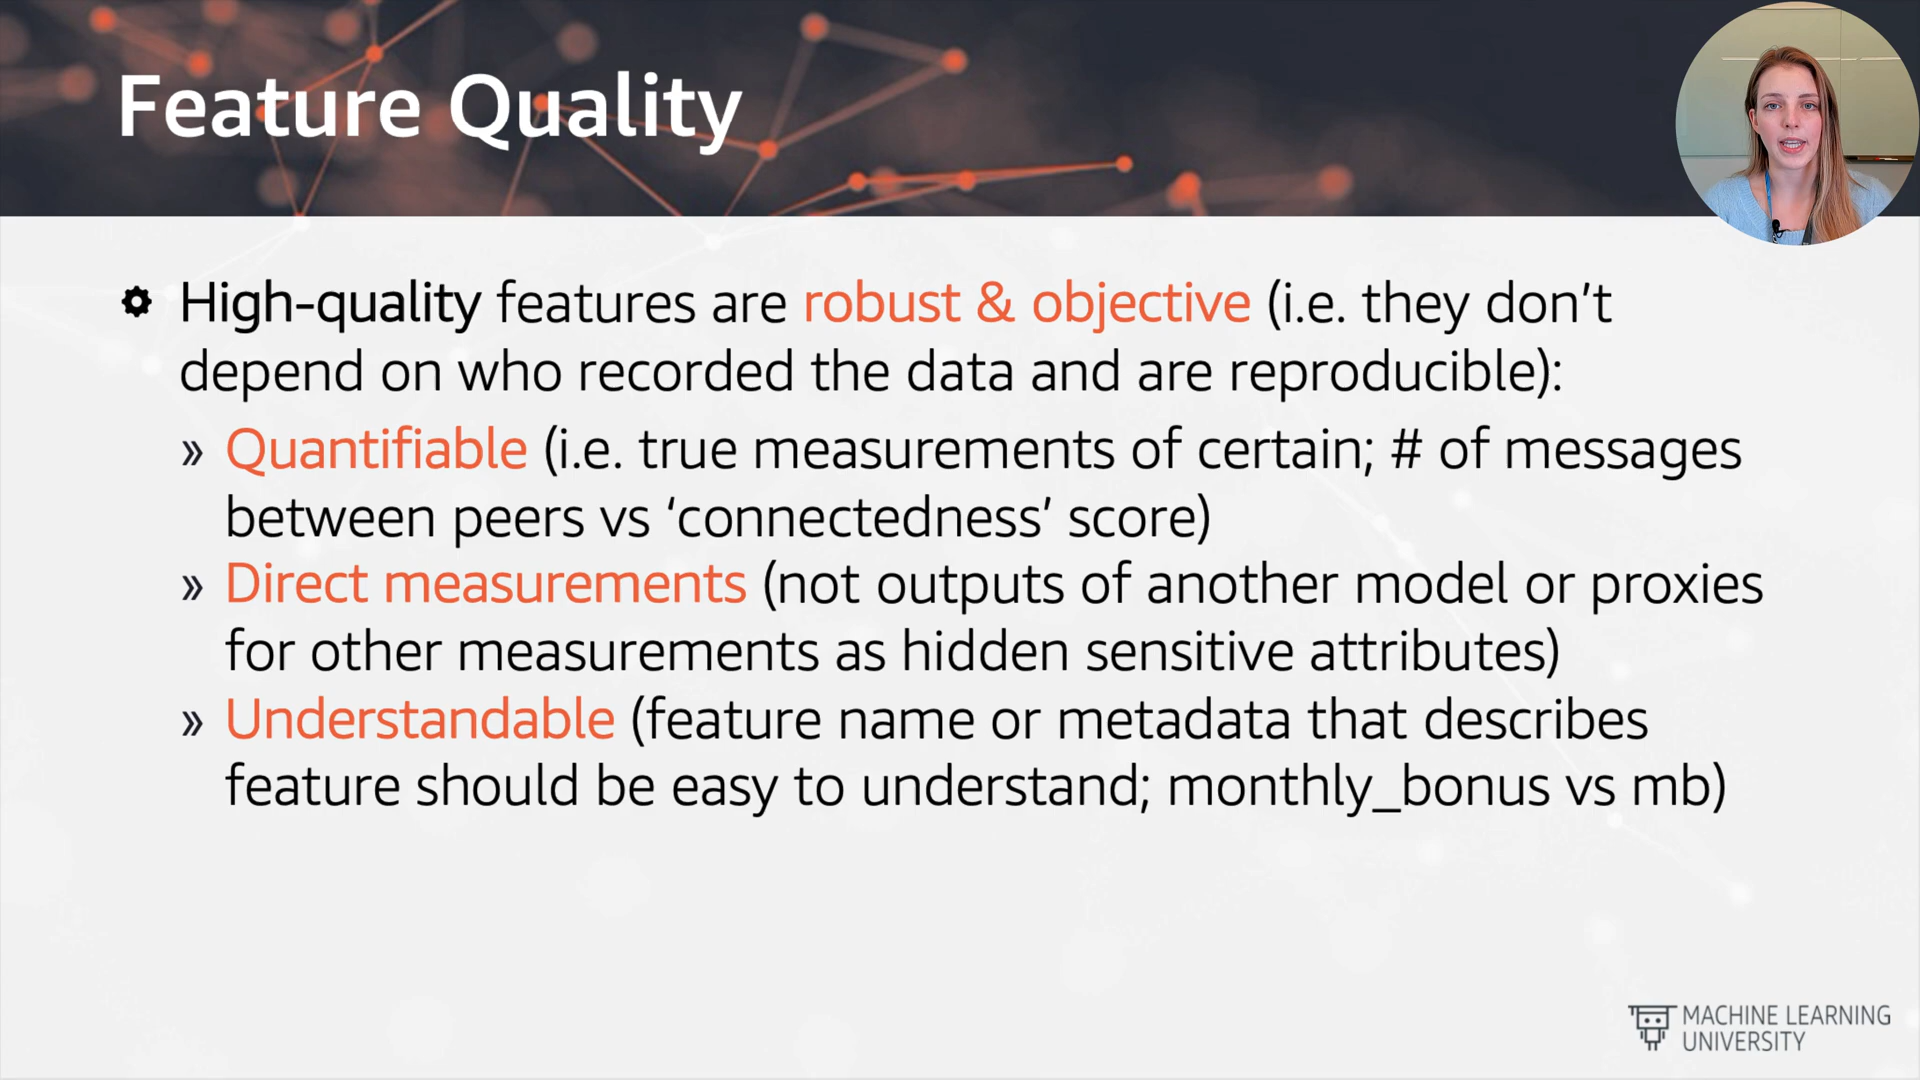 Feature Quality
High-quality features are robust & objective (i.e. they don’t
depend on who recorded the data and are reproducible):
» Quantifiable (i.e. true measurements of certain; # of messages
between peers vs ‘connectedness’ score)
» Direct measurements (not outputs of another model or proxies
for other measurements as hidden sensitive attributes)
» Understandable (feature name or metadata that describes
feature should be easy to understand; monthly_bonus vs mb)
MACHINE LEARNING
UNIVERSITY